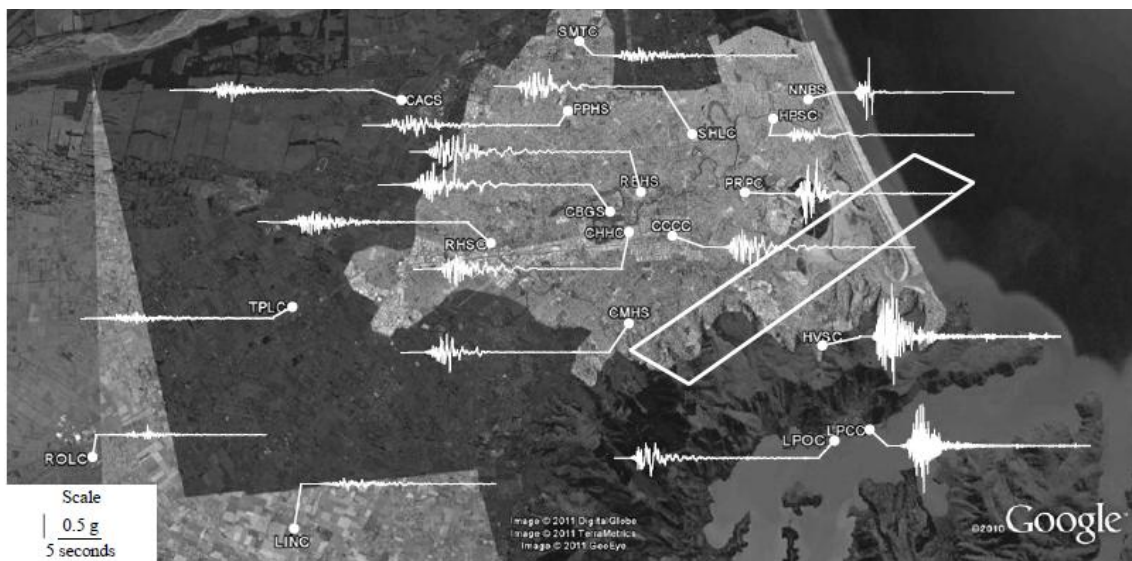 SMTC
CACS
NNBS
PPHS
HPSC
SHLC
REHS
PRPC
CBGS
CHHC
CCCC
RHSC
TPLC
CMHS
HVSC
LPCC
LPOC
ROLC
LINC
Scale
0.5 g
5 seconds
Image © 2011 DigitalGlobe
Image © 2011 TerraMetrics
Image © 2011 GeoEye
©2010 Google